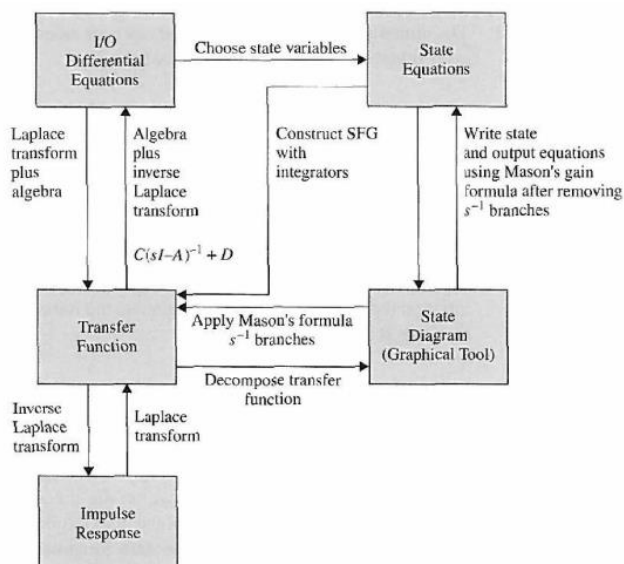 I/O
Differential
Equations
Choose state variables
State
Equations
Laplace
transform
plus
algebra
Algebra
plus
inverse
Laplace
transform
Construct SFG
with
integrators
Write state
and output equations
using Mason's gain
formula after removing
s⁻¹ branches
C(sI–A)⁻¹ + D
Transfer
Function
Apply Mason's formula
s⁻¹ branches
State
Diagram
(Graphical Tool)
Decompose transfer
function
Inverse
Laplace
transform
Laplace
transform
Impulse
Response